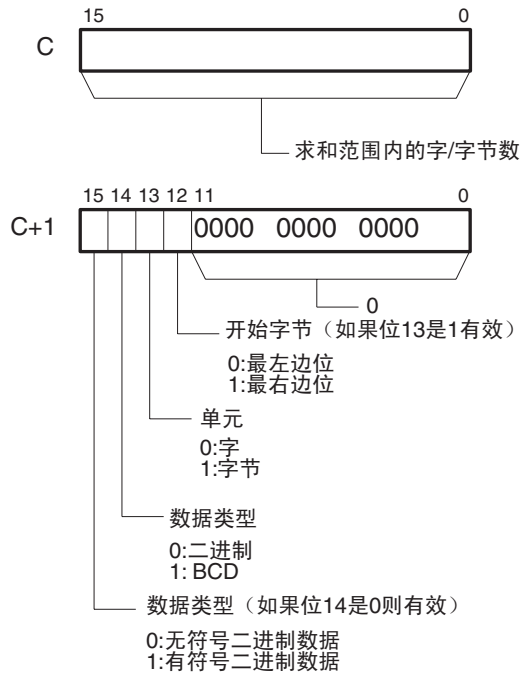 15 0
C
求和范围内的字/字节数
15 14 13 12 11 0
C+1
0000 0000 0000
0
开始字节（如果位13是1有效）
0:最左边位
1:最右边位
单元
0:字
1:字节
数据类型
0:二进制
1: BCD
数据类型（如果位14是0则有效）
0:无符号二进制数据
1:有符号二进制数据